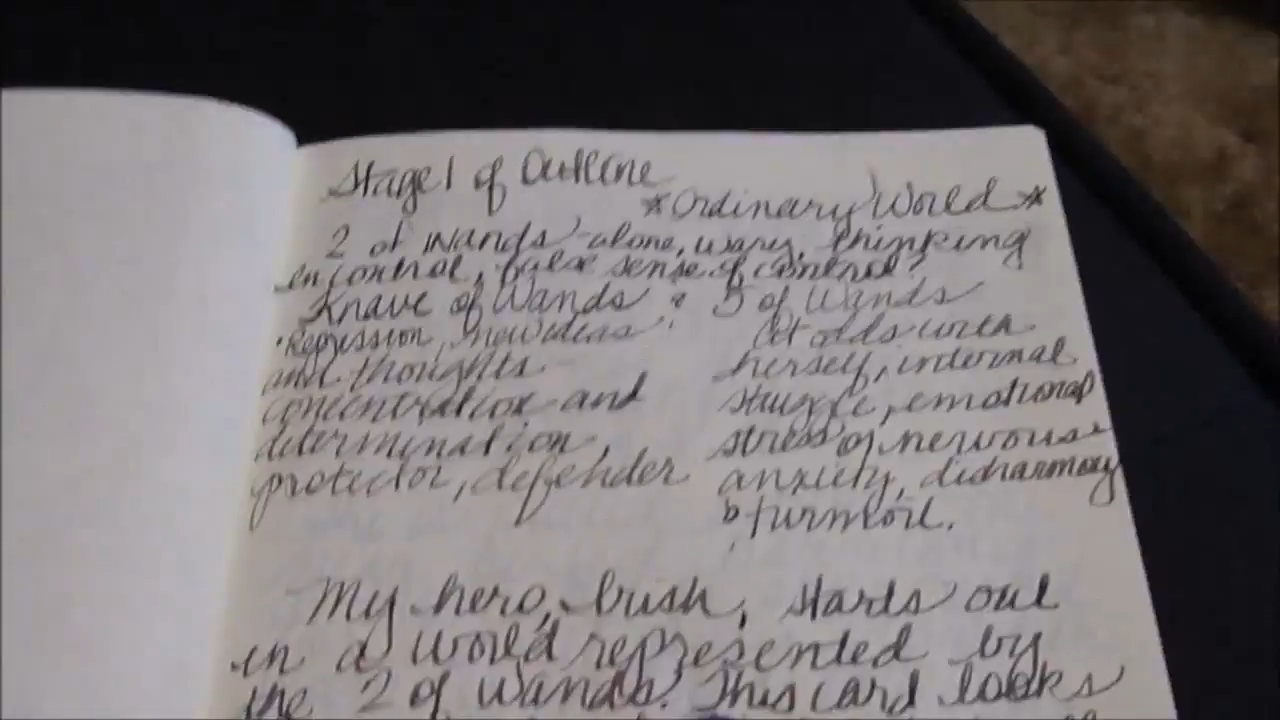 Stage 1 of Outline
*Ordinary World*
2 of Wands - alone, wary, thinking
in control, false sense of control?
Knave of Wands & 5 of Wands
• Repression, new ideas
and thoughts
concentration and
determination,
protector, defender
At odds with
herself, internal
struggle, emotional
stress of nervous
anxiety, disharmony
& turmoil.
My hero, Irish, starts out
in a world represented by
the 2 of Wands. This card looks